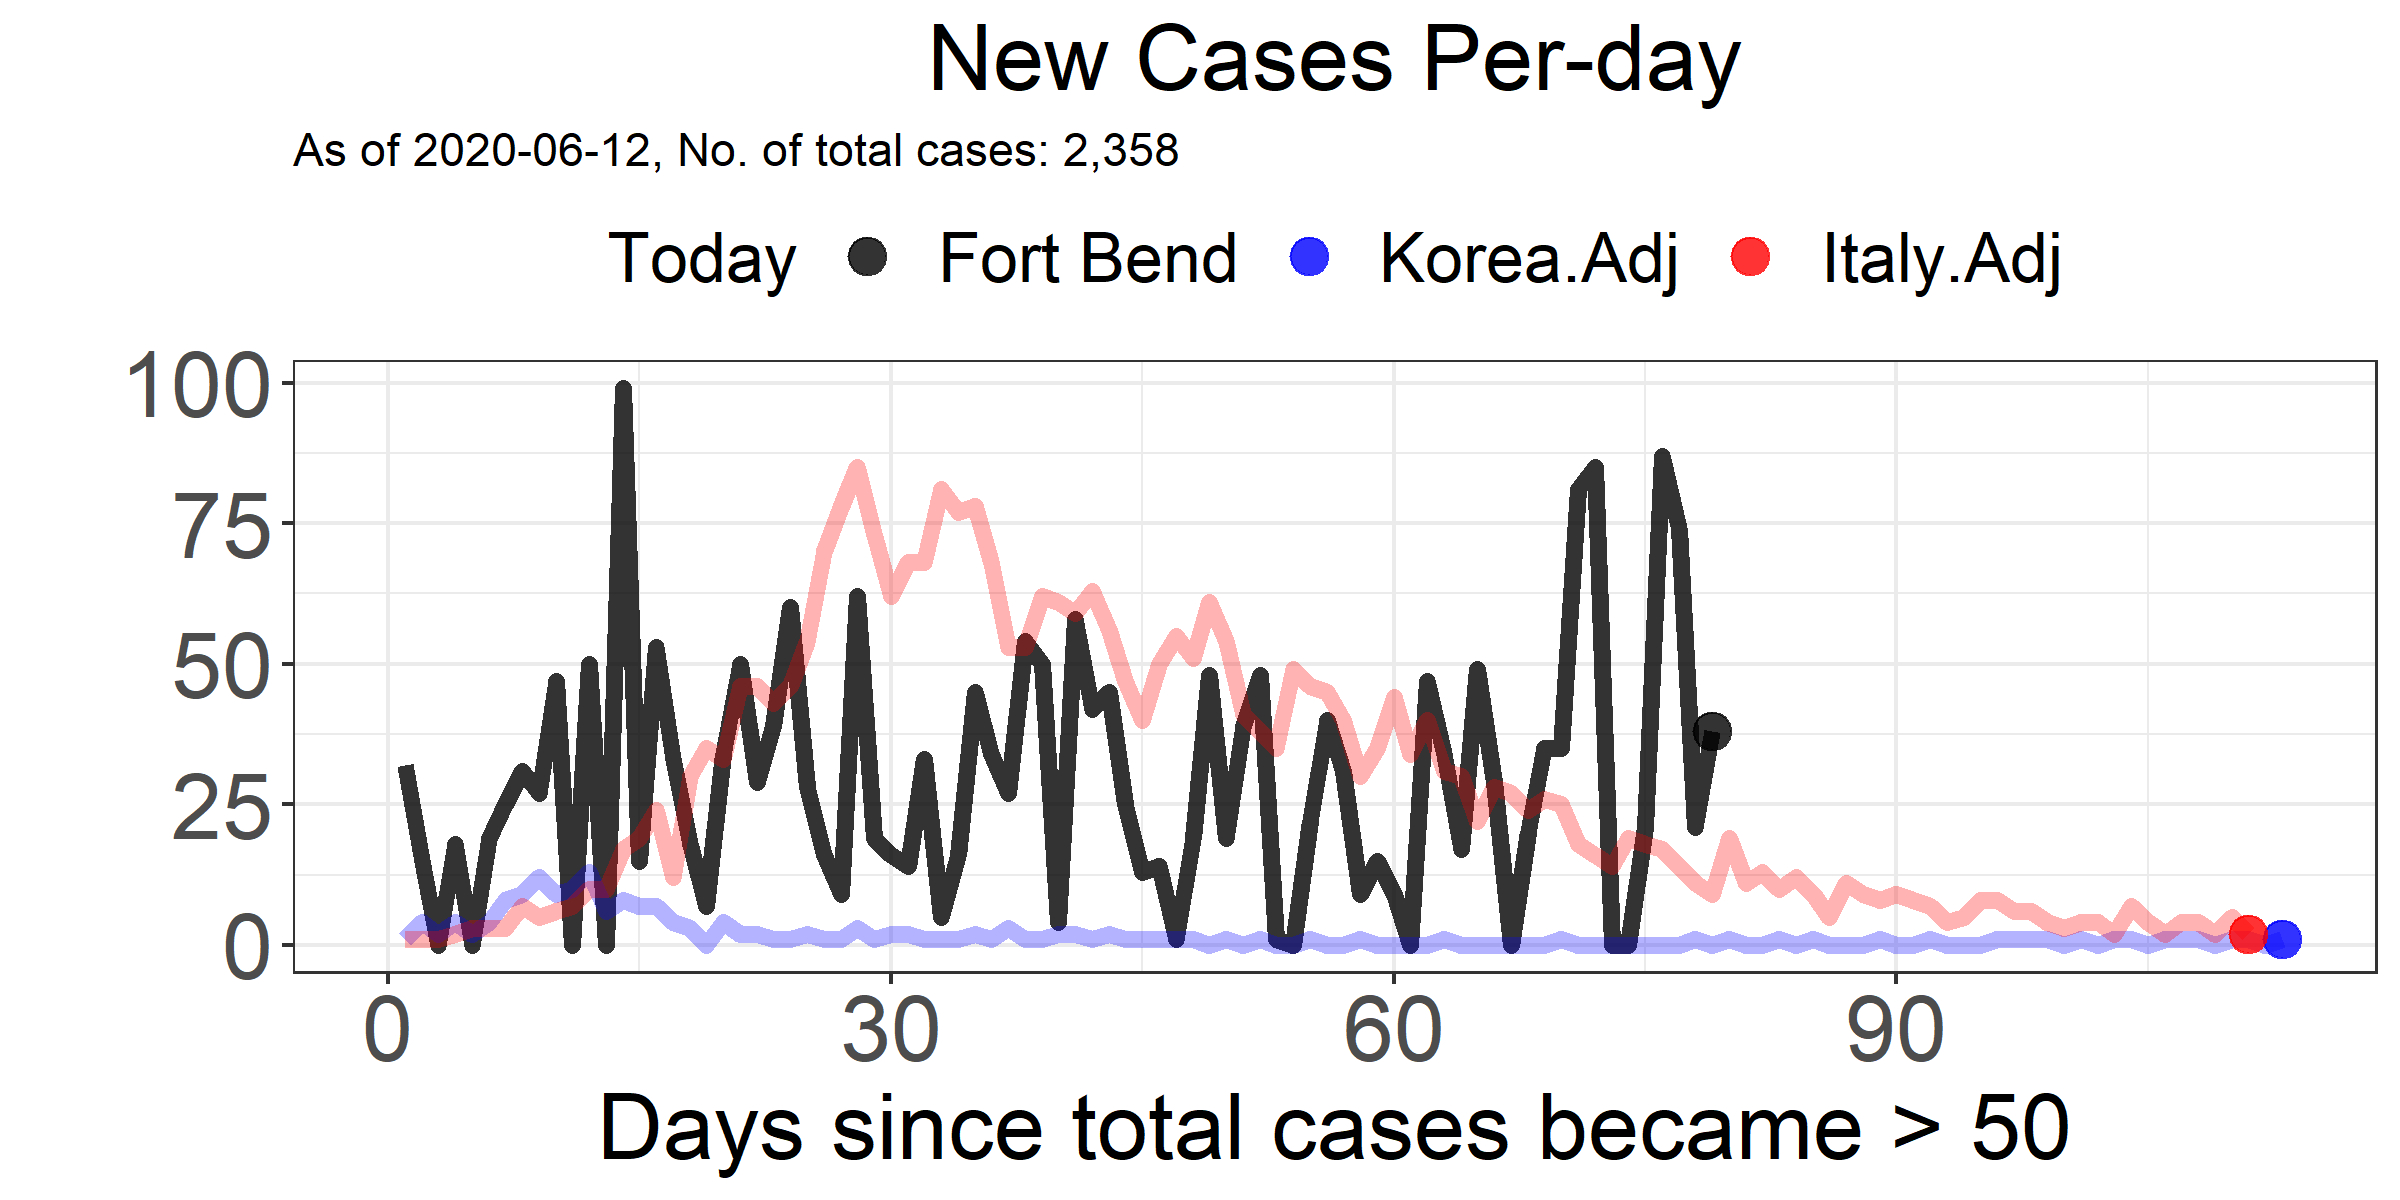 New Cases Per-day
As of 2020-06-12, No. of total cases: 2,358
Today Fort Bend Korea.Adj Italy.Adj
100
75
50
25
0
0 30 60 90
Days since total cases became > 50